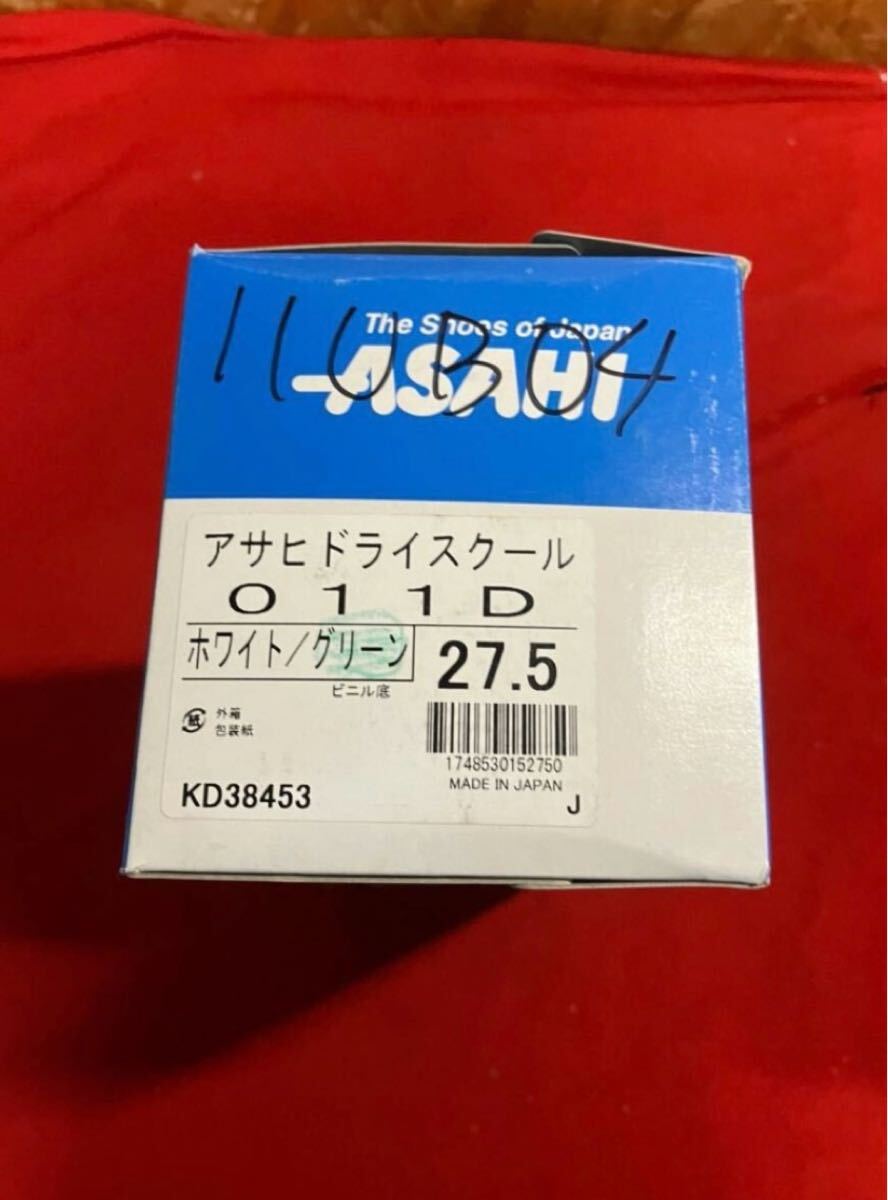 The Shoes of Japan
ASAHI
11UB04
アサヒドライスクール
011D
ホワイト/グリーン
27.5
ビニル底
紙
外箱
包装紙
1748530152750
MADE IN JAPAN
KD38453
J